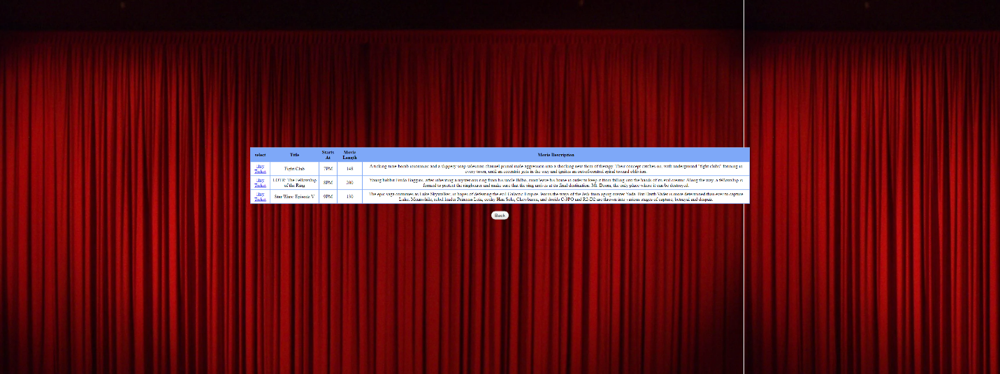 select Title Starts At Movie Length Movie Description
Buy Ticket Fight Club 7PM 148 A ticking-time-bomb insomniac and a slippery soap salesman channel primal male aggression into a shocking new form of therapy. Their concept catches on, with underground "fight clubs" forming in
every town, until an eccentric gets in the way and ignites an out-of-control spiral toward oblivion.
Buy Ticket LOTR: The Fellowship of the Ring 8PM 200 Young hobbit Frodo Baggins, after inheriting a mysterious ring from his uncle Bilbo, must leave his home in order to keep it from falling into the hands of its evil creator. Along the way, a fellowship is
formed to protect the ringbearer and make sure that the ring arrives at its final destination: Mt. Doom, the only place where it can be destroyed.
Buy Ticket Star Wars: Episode V 9PM 130 The epic saga continues as Luke Skywalker, in hopes of defeating the evil Galactic Empire, learns the ways of the Jedi from aging master Yoda. But Darth Vader is more determined than ever to capture
Luke. Meanwhile, rebel leader Princess Leia, cocky Han Solo, Chewbacca, and droids C-3PO and R2-D2 are thrown into various stages of capture, betrayal and despair.
Back